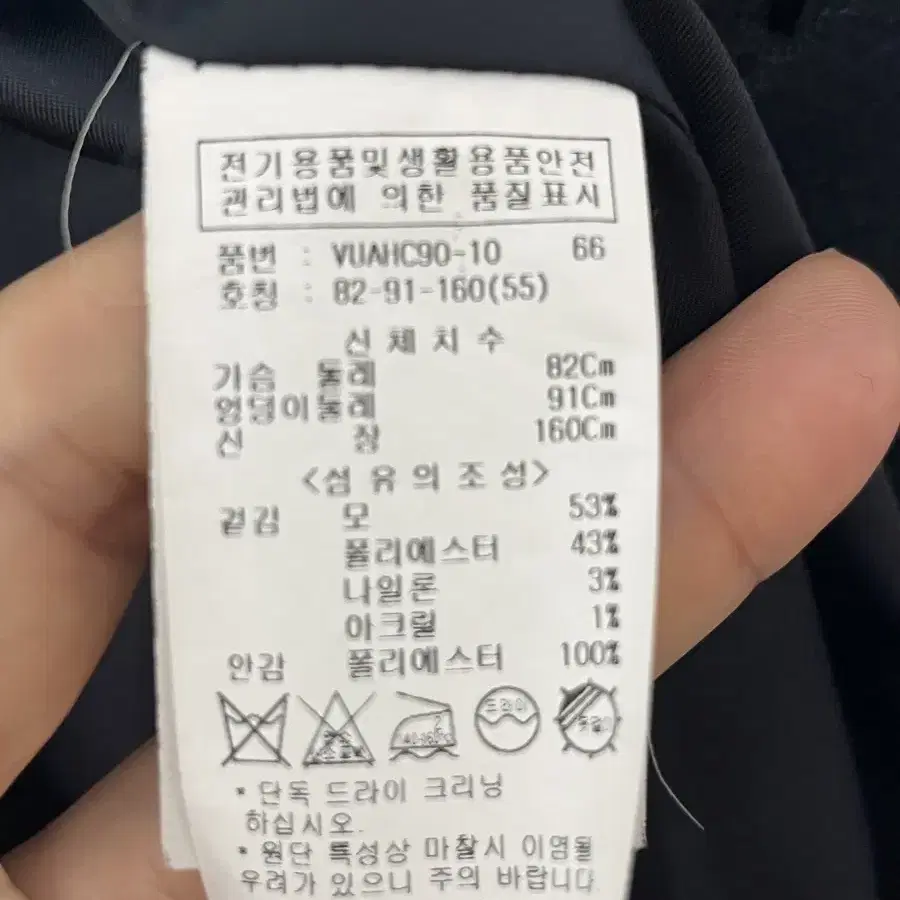 전기용품및생활용품안전
관리법에 의한 품질표시
품번 : VUAHC90-10 66
호칭 : 82-91-160(55)
신체치수
기슴 둘레 82Cm
엉덩이둘레 91Cm
신 장 160Cm
<섬유의조성>
겉김 모 53%
폴리에스터 43%
나일론 3%
아크릴 1%
안감 폴리에스터 100%
드라이
* 단독 드라이 크리닝
하십시오.
* 원단 특성상 마찰시 이염될
우려가 있으니 주의 바랍니다.